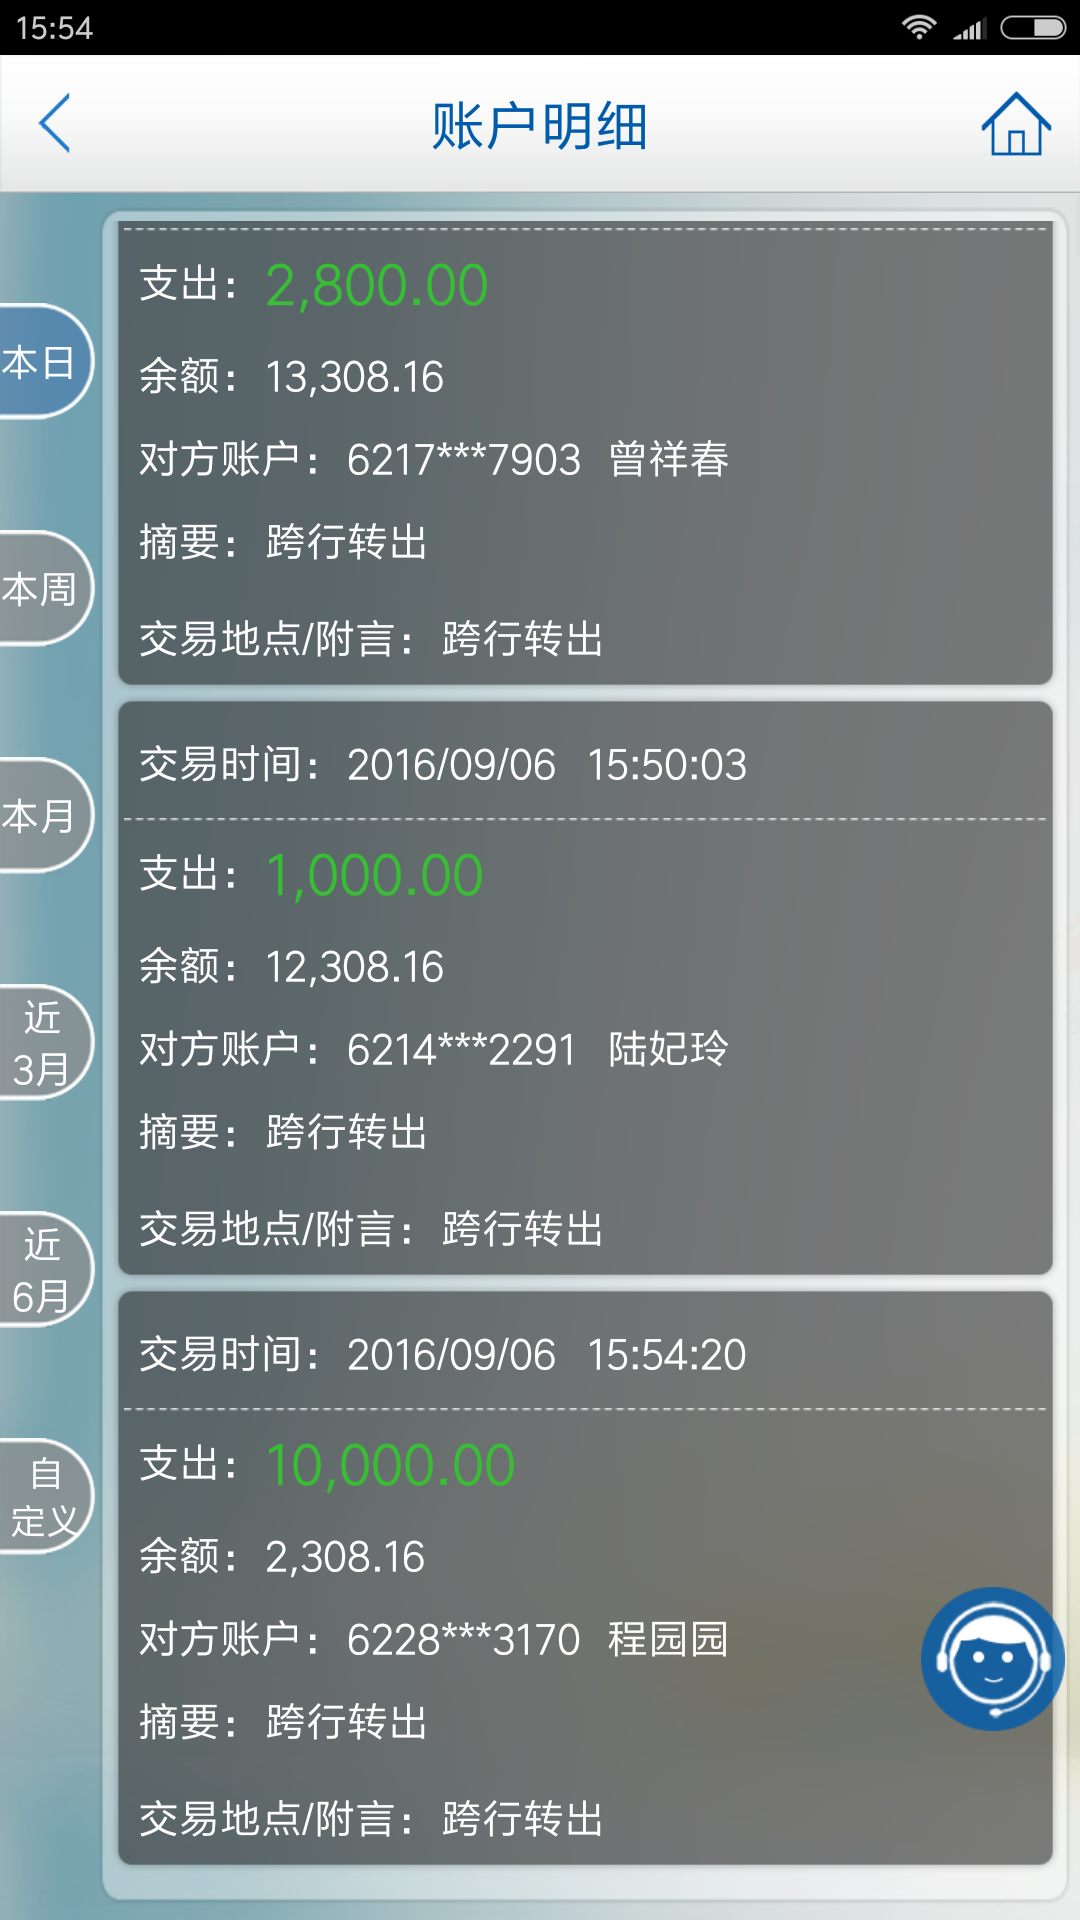 15:54
账户明细
支出：2,800.00
余额：13,308.16
对方账户：6217***7903 曾祥春
摘要：跨行转出
交易地点/附言：跨行转出
交易时间：2016/09/06 15:50:03
支出：1,000.00
余额：12,308.16
对方账户：6214***2291 陆妃玲
摘要：跨行转出
交易地点/附言：跨行转出
交易时间：2016/09/06 15:54:20
支出：10,000.00
余额：2,308.16
对方账户：6228***3170 程园园
摘要：跨行转出
交易地点/附言：跨行转出
本日
本周
本月
近
3月
近
6月
自
定义